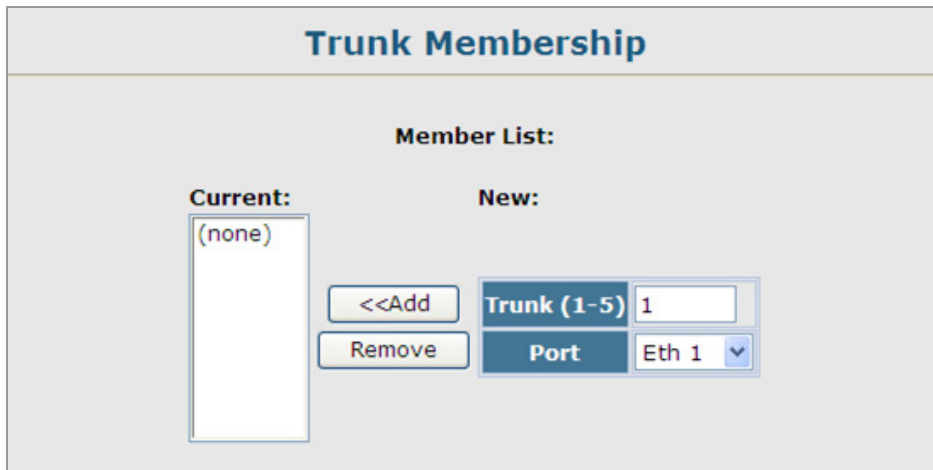 Trunk Membership
Member List:
Current:
New:
(none)
<<Add
Trunk (1-5)
1
Remove
Port
Eth 1